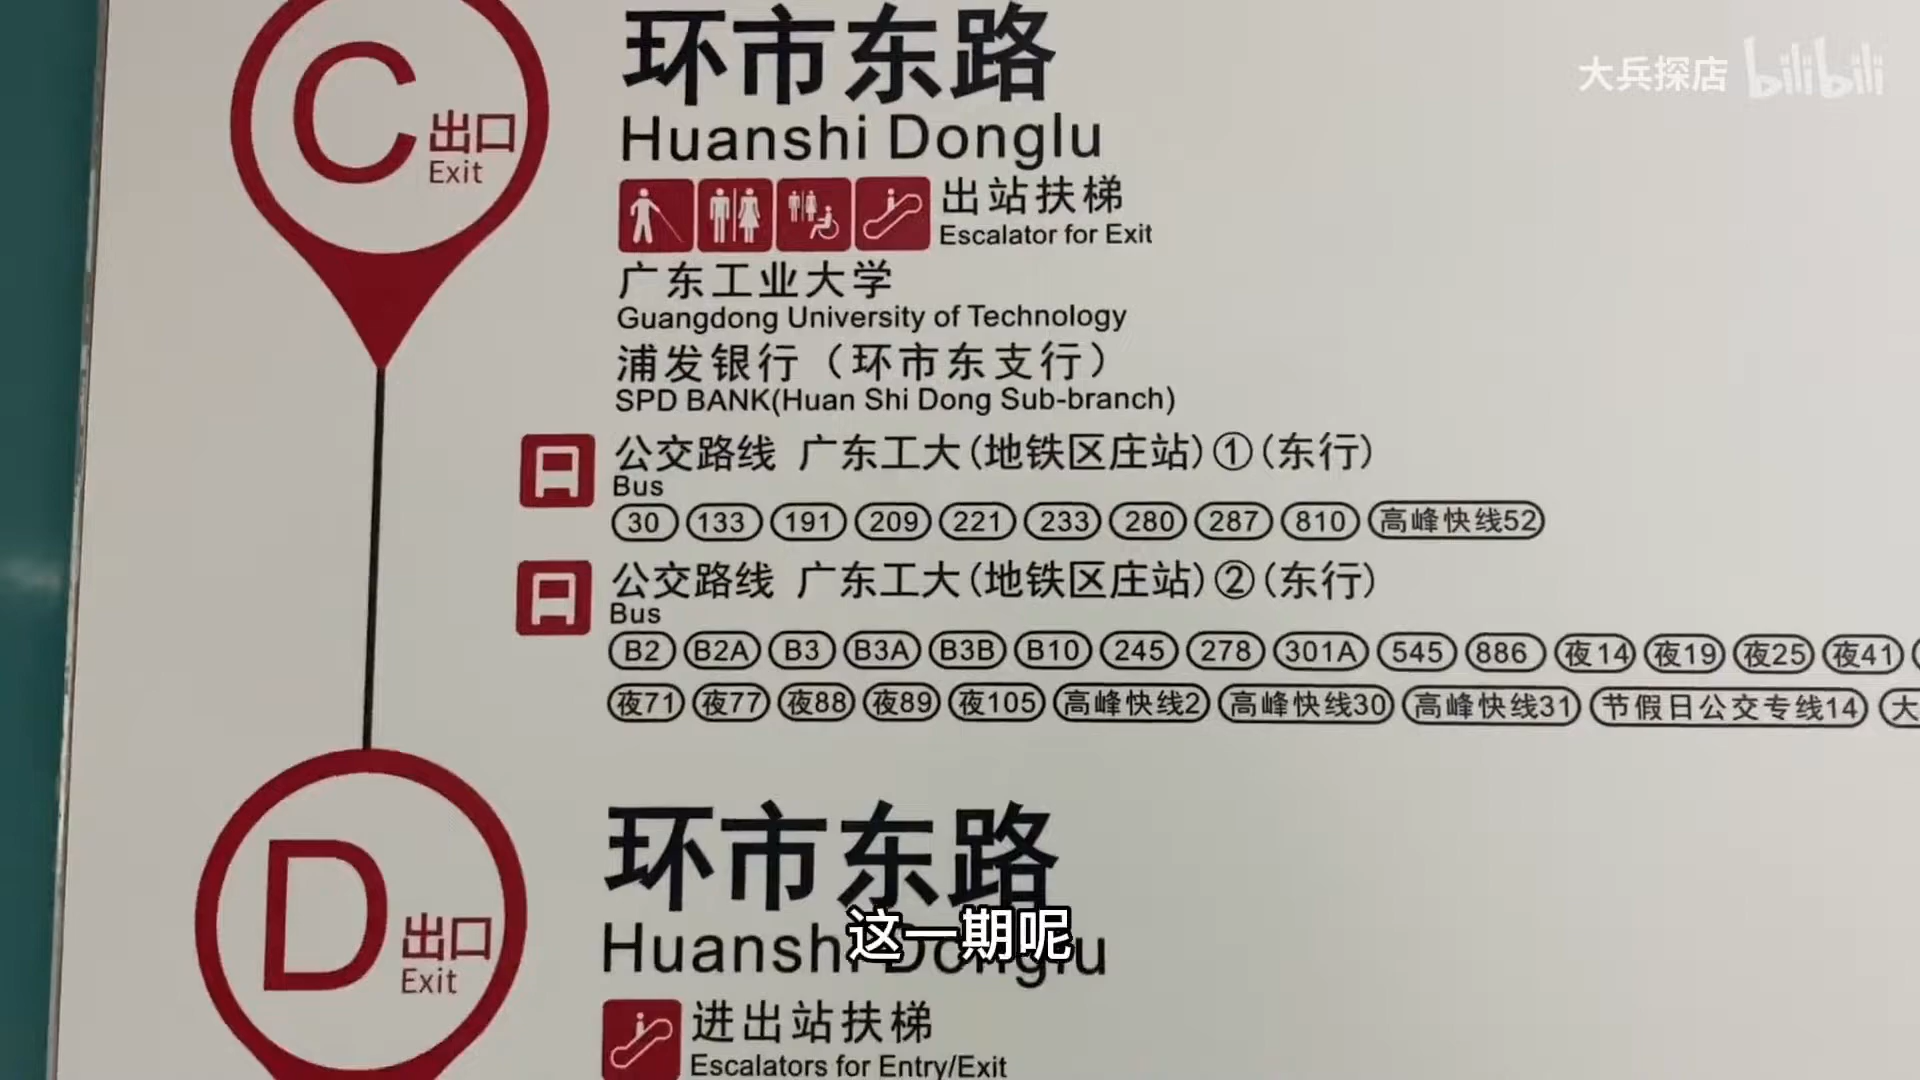 大兵探店 bilibili
C 出口
Exit
环市东路
Huanshi Donglu
出站扶梯
Escalator for Exit
广东工业大学
Guangdong University of Technology
浦发银行（环市东支行）
SPD BANK(Huan Shi Dong Sub-branch)
公交路线 广东工大(地铁区庄站)①(东行)
Bus
30 133 191 209 221 233 280 287 810 高峰快线52
公交路线 广东工大(地铁区庄站)②(东行)
Bus
B2 B2A B3 B3A B3B B10 245 278 301A 545 886 夜14 夜19 夜25 夜41
夜71 夜77 夜88 夜89 夜105 高峰快线2 高峰快线30 高峰快线31 节假日公交专线14 大
D 出口
Exit
环市东路
Huanshi Donglu
这一期呢
进出站扶梯
Escalators for Entry/Exit